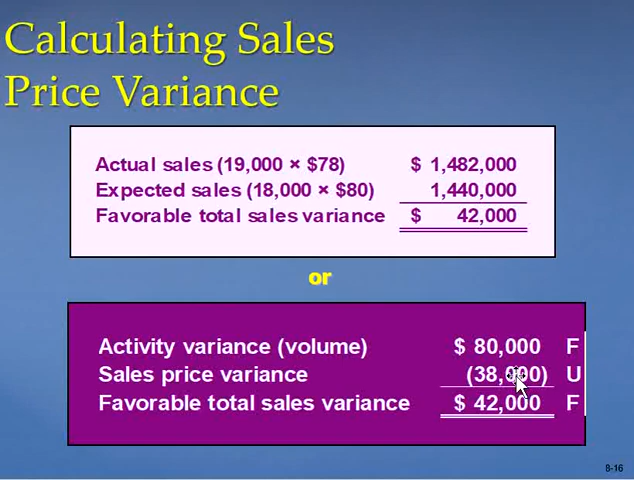 Calculating Sales
Price Variance
Actual sales (19,000 × $78) $ 1,482,000
Expected sales (18,000 × $80) 1,440,000
Favorable total sales variance $ 42,000
or
Activity variance (volume) $ 80,000 F
Sales price variance (38,000) U
Favorable total sales variance $ 42,000 F
8-16